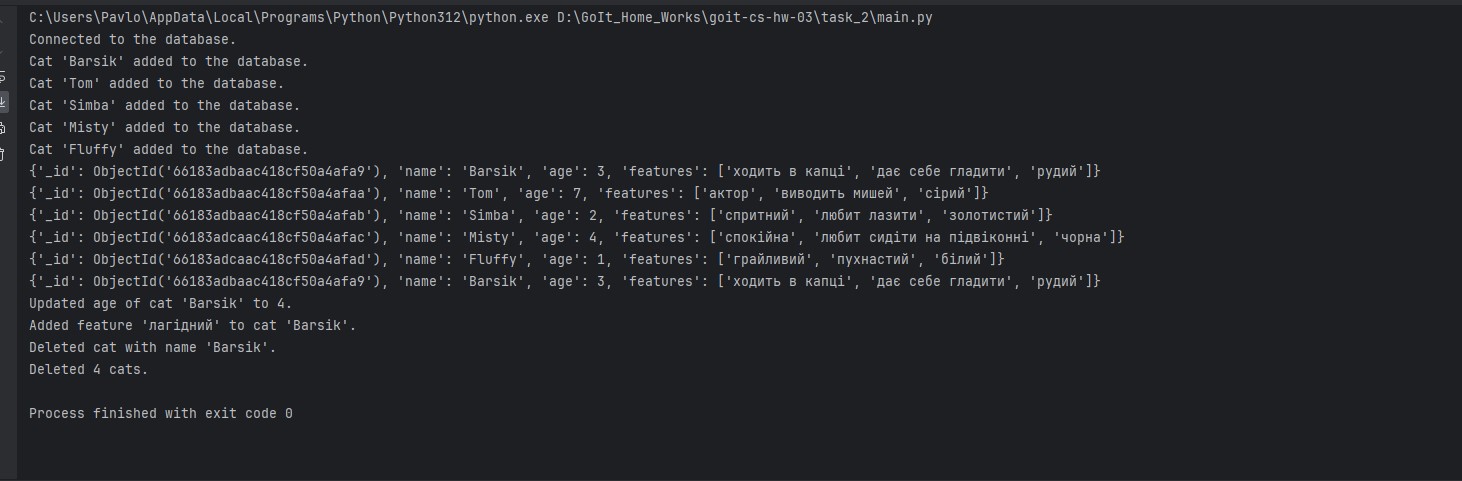 C:\Users\Pavlo\AppData\Local\Programs\Python\Python312\python.exe D:\GoIt_Home_Works\goit-cs-hw-03\task_2\main.py
Connected to the database.
Cat 'Barsik' added to the database.
Cat 'Tom' added to the database.
Cat 'Simba' added to the database.
Cat 'Misty' added to the database.
Cat 'Fluffy' added to the database.
{'_id': ObjectId('66183adbaac418cf50a4afa9'), 'name': 'Barsik', 'age': 3, 'features': ['ходить в капці', 'дає себе гладити', 'рудий']}
{'_id': ObjectId('66183adbaac418cf50a4afaa'), 'name': 'Tom', 'age': 7, 'features': ['актор', 'виводить мишей', 'сірий']}
{'_id': ObjectId('66183adbaac418cf50a4afab'), 'name': 'Simba', 'age': 2, 'features': ['спритний', 'любит лазити', 'золотистий']}
{'_id': ObjectId('66183adcaac418cf50a4afac'), 'name': 'Misty', 'age': 4, 'features': ['спокійна', 'любит сидіти на підвіконні', 'чорна']}
{'_id': ObjectId('66183adcaac418cf50a4afad'), 'name': 'Fluffy', 'age': 1, 'features': ['грайливий', 'пухнастий', 'білий']}
{'_id': ObjectId('66183adbaac418cf50a4afa9'), 'name': 'Barsik', 'age': 3, 'features': ['ходить в капці', 'дає себе гладити', 'рудий']}
Updated age of cat 'Barsik' to 4.
Added feature 'лагідний' to cat 'Barsik'.
Deleted cat with name 'Barsik'.
Deleted 4 cats.
Process finished with exit code 0